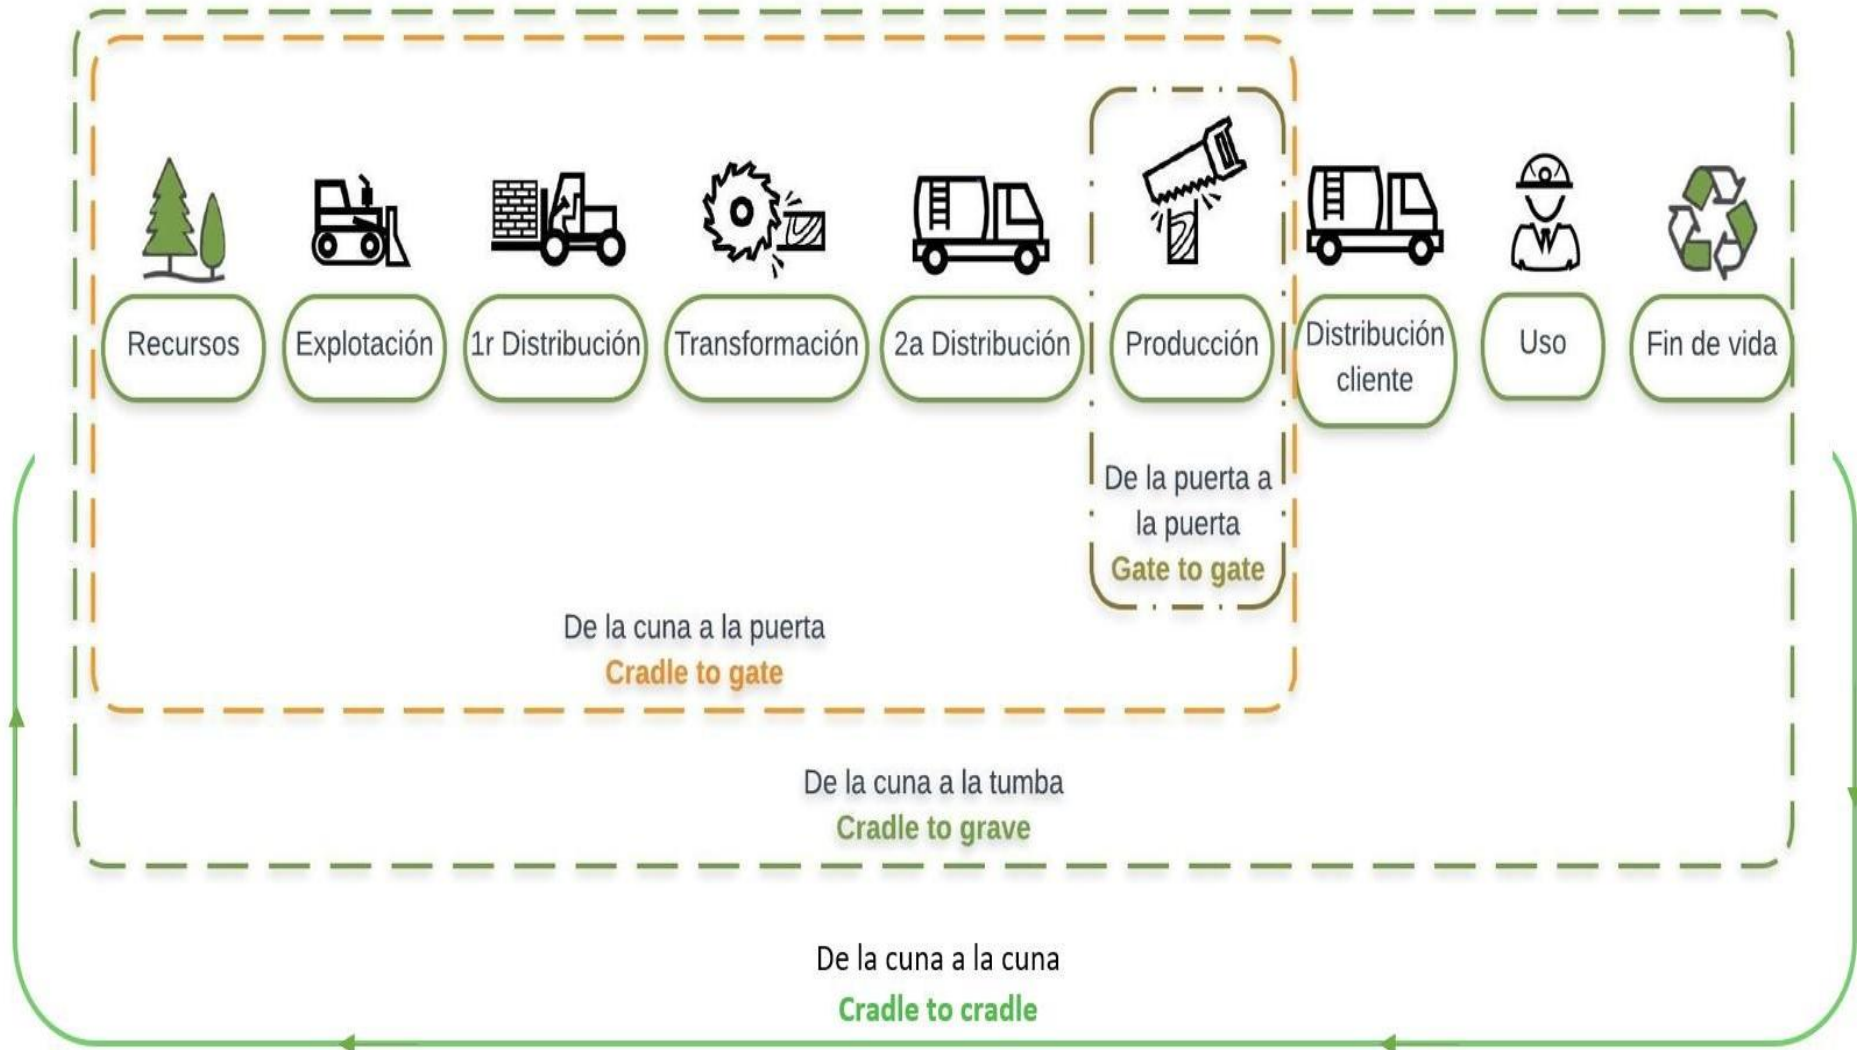 Recursos
Explotación
1r Distribución
Transformación
2a Distribución
Producción
Distribución
cliente
Uso
Fin de vida
De la puerta a
la puerta
Gate to gate
De la cuna a la puerta
Cradle to gate
De la cuna a la tumba
Cradle to grave
De la cuna a la cuna
Cradle to cradle